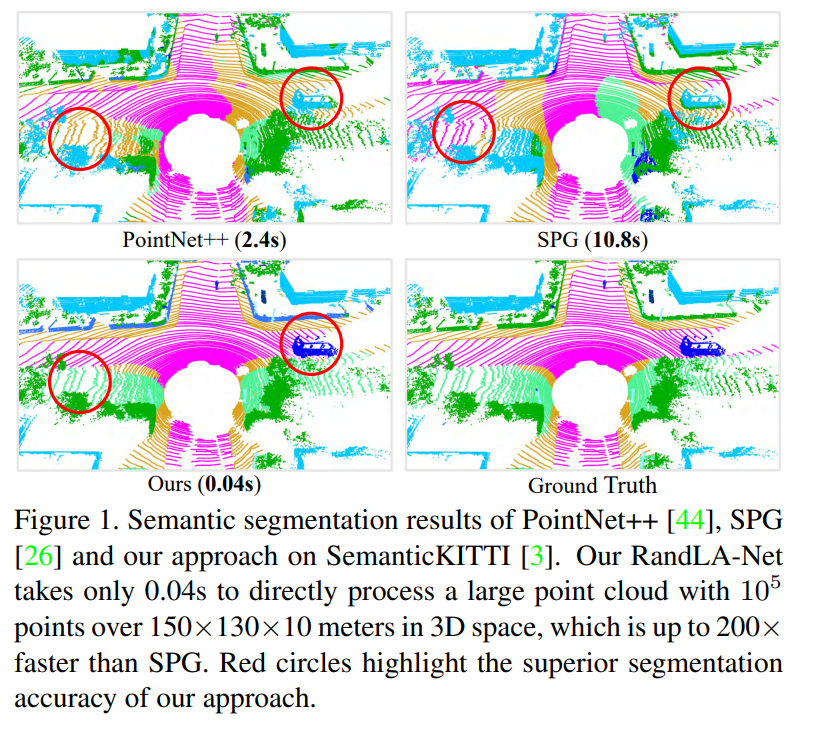 PointNet++ (2.4s)
SPG (10.8s)
Ours (0.04s)
Ground Truth
Figure 1. Semantic segmentation results of PointNet++ [44], SPG
[26] and our approach on SemanticKITTI [3]. Our RandLA-Net
takes only 0.04s to directly process a large point cloud with 10⁵
points over 150×130×10 meters in 3D space, which is up to 200×
faster than SPG. Red circles highlight the superior segmentation
accuracy of our approach.